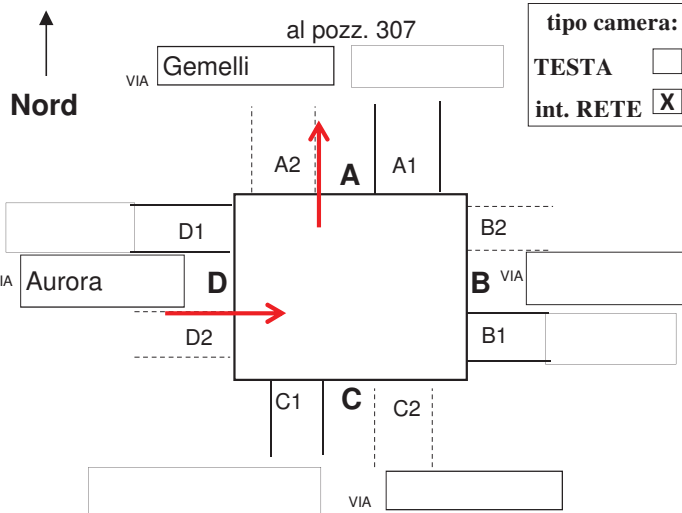 al pozz. 307
tipo camera:
VIA Gemelli
TESTA
Nord
int. RETE X
A2 A A1
D1 B2
VIA Aurora D B VIA
D2 B1
C1 C C2
VIA